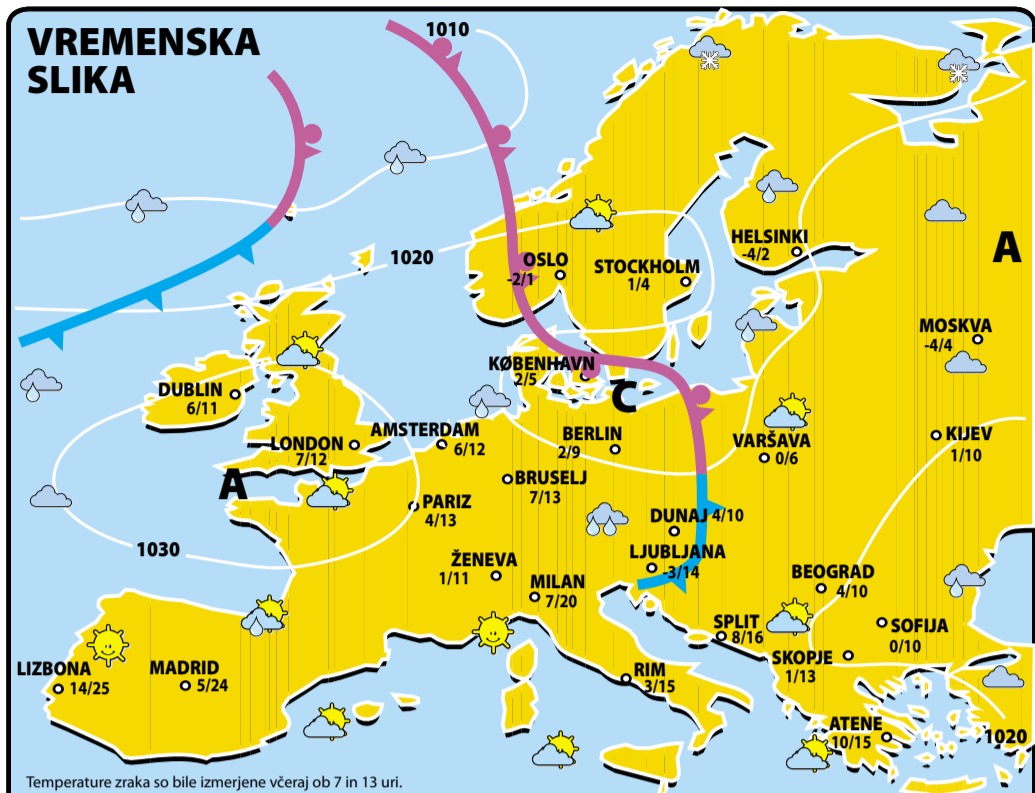 VREMENSKA
SLIKA
1010
1020
A
HELSINKI
-4/2
OSLO
-2/1
STOCKHOLM
1/4
MOSKVA
-4/4
KØBENHAVN
2/5
C
DUBLIN
6/11
LONDON
7/12
AMSTERDAM
6/12
BERLIN
2/9
VARŠAVA
0/6
KIJEV
1/10
A
BRUSELJ
7/13
PARIZ
4/13
DUNAJ 4/10
1030
ŽENEVA
1/11
LJUBLJANA
-3/14
MILAN
7/20
BEOGRAD
4/10
SPLIT
8/16
SOFIJA
0/10
LIZBONA
14/25
MADRID
5/24
RIM
3/15
SKOPJE
1/13
ATENE
10/15
1020
Temperature zraka so bile izmerjene včeraj ob 7 in 13 uri.